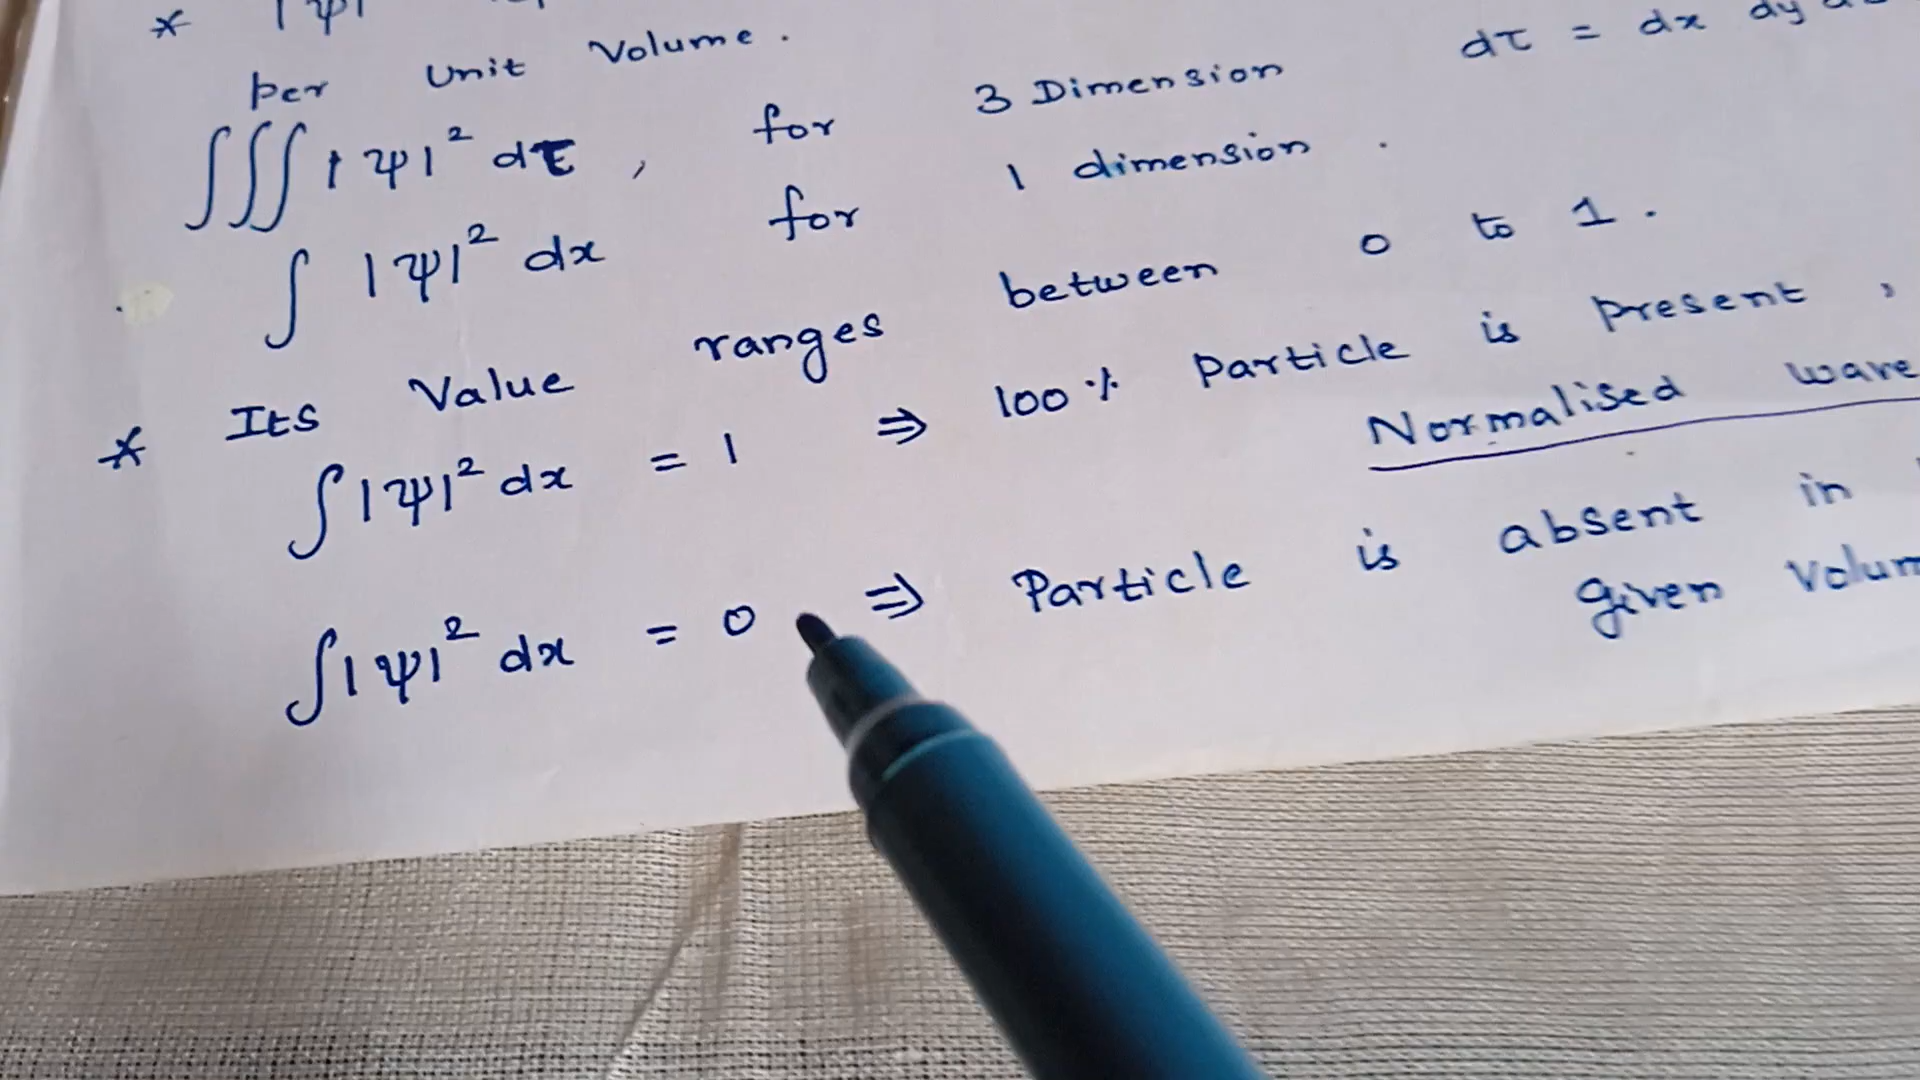 * |ψ|
per Unit Volume.
∫∫∫ |ψ|² dτ, for 3 Dimension dτ = dx dy
∫ |ψ|² dx for 1 dimension.
* Its Value ranges between 0 to 1.
∫|ψ|² dx = 1 ⇒ 100% Particle is present,
Normalised wave
∫|ψ|² dx = 0 ⇒ Particle is absent in
given Volum